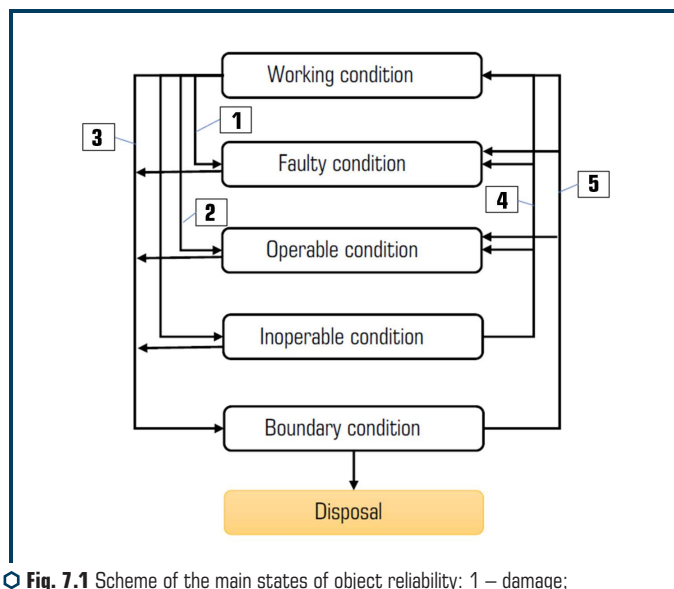 Working condition
1
3
Faulty condition
5
4
2
Operable condition
Inoperable condition
Boundary condition
Disposal
Fig. 7.1 Scheme of the main states of object reliability: 1 – damage;